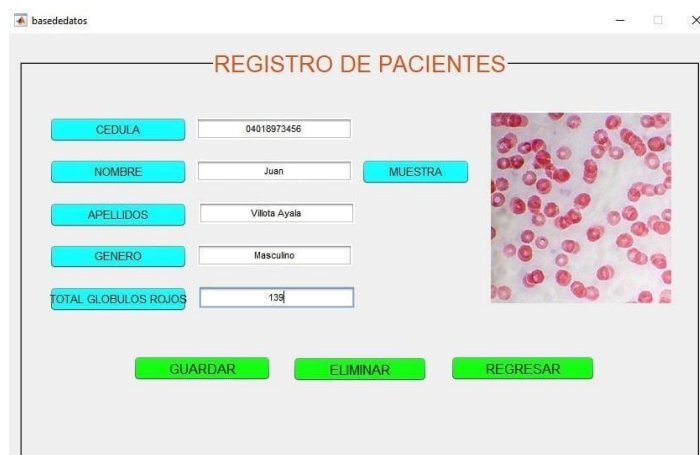 basededatos
REGISTRO DE PACIENTES
CEDULA 04018973456
NOMBRE Juan MUESTRA
APELLIDOS Villota Ayala
GENERO Masculino
TOTAL GLOBULOS ROJOS 139
GUARDAR ELIMINAR REGRESAR